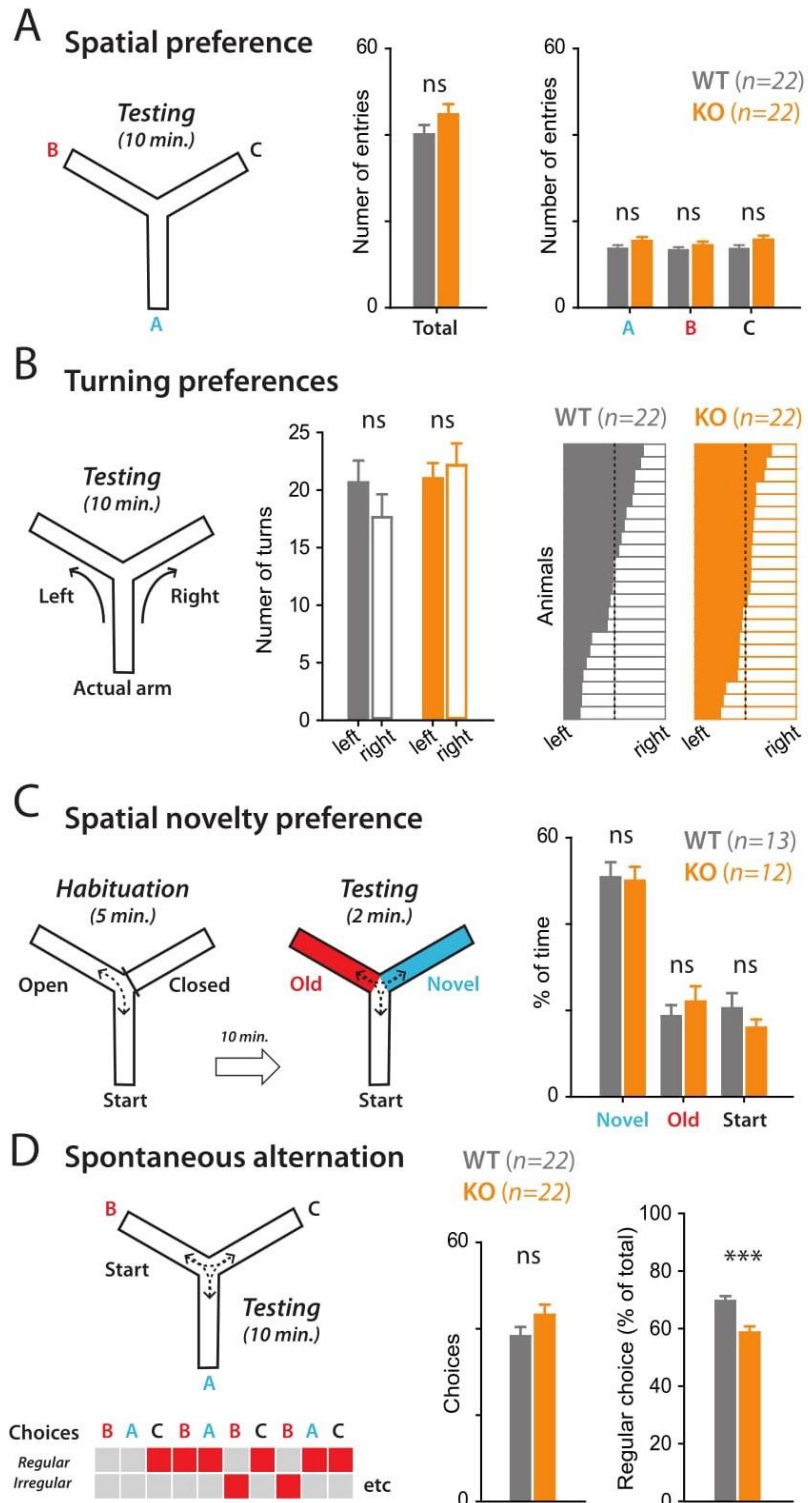 A Spatial preference
Testing
(10 min.)
B
C
A
Numer of entries
60
0
ns
Total
Number of entries
60
0
WT (n=22)
KO (n=22)
ns ns ns
A B C
B Turning preferences
Testing
(10 min.)
Left
Right
Actual arm
Numer of turns
25
20
15
10
5
0
ns ns
left right left right
WT (n=22) KO (n=22)
Animals
left right left right
C Spatial novelty preference
Habituation
(5 min.)
Open
Closed
Start
10 min.
Testing
(2 min.)
Old
Novel
Start
% of time
60
0
ns
WT (n=13)
KO (n=12)
ns ns
Novel Old Start
D Spontaneous alternation
B
C
Start
Testing
(10 min.)
A
Choices B A C B A B C B A C
Regular
Irregular
etc
WT (n=22)
KO (n=22)
Choices
60
ns
Regular choice (% of total)
100
80
60
40
20
0
***